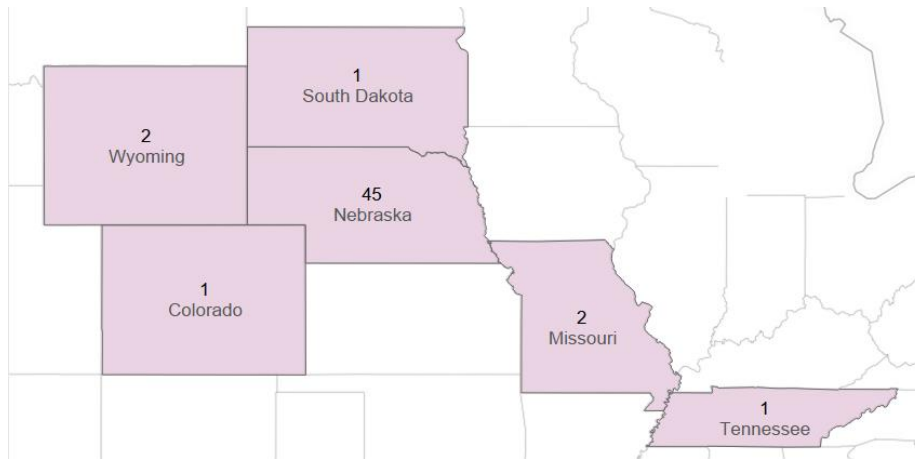 1
South Dakota
2
Wyoming
45
Nebraska
1
Colorado
2
Missouri
1
Tennessee